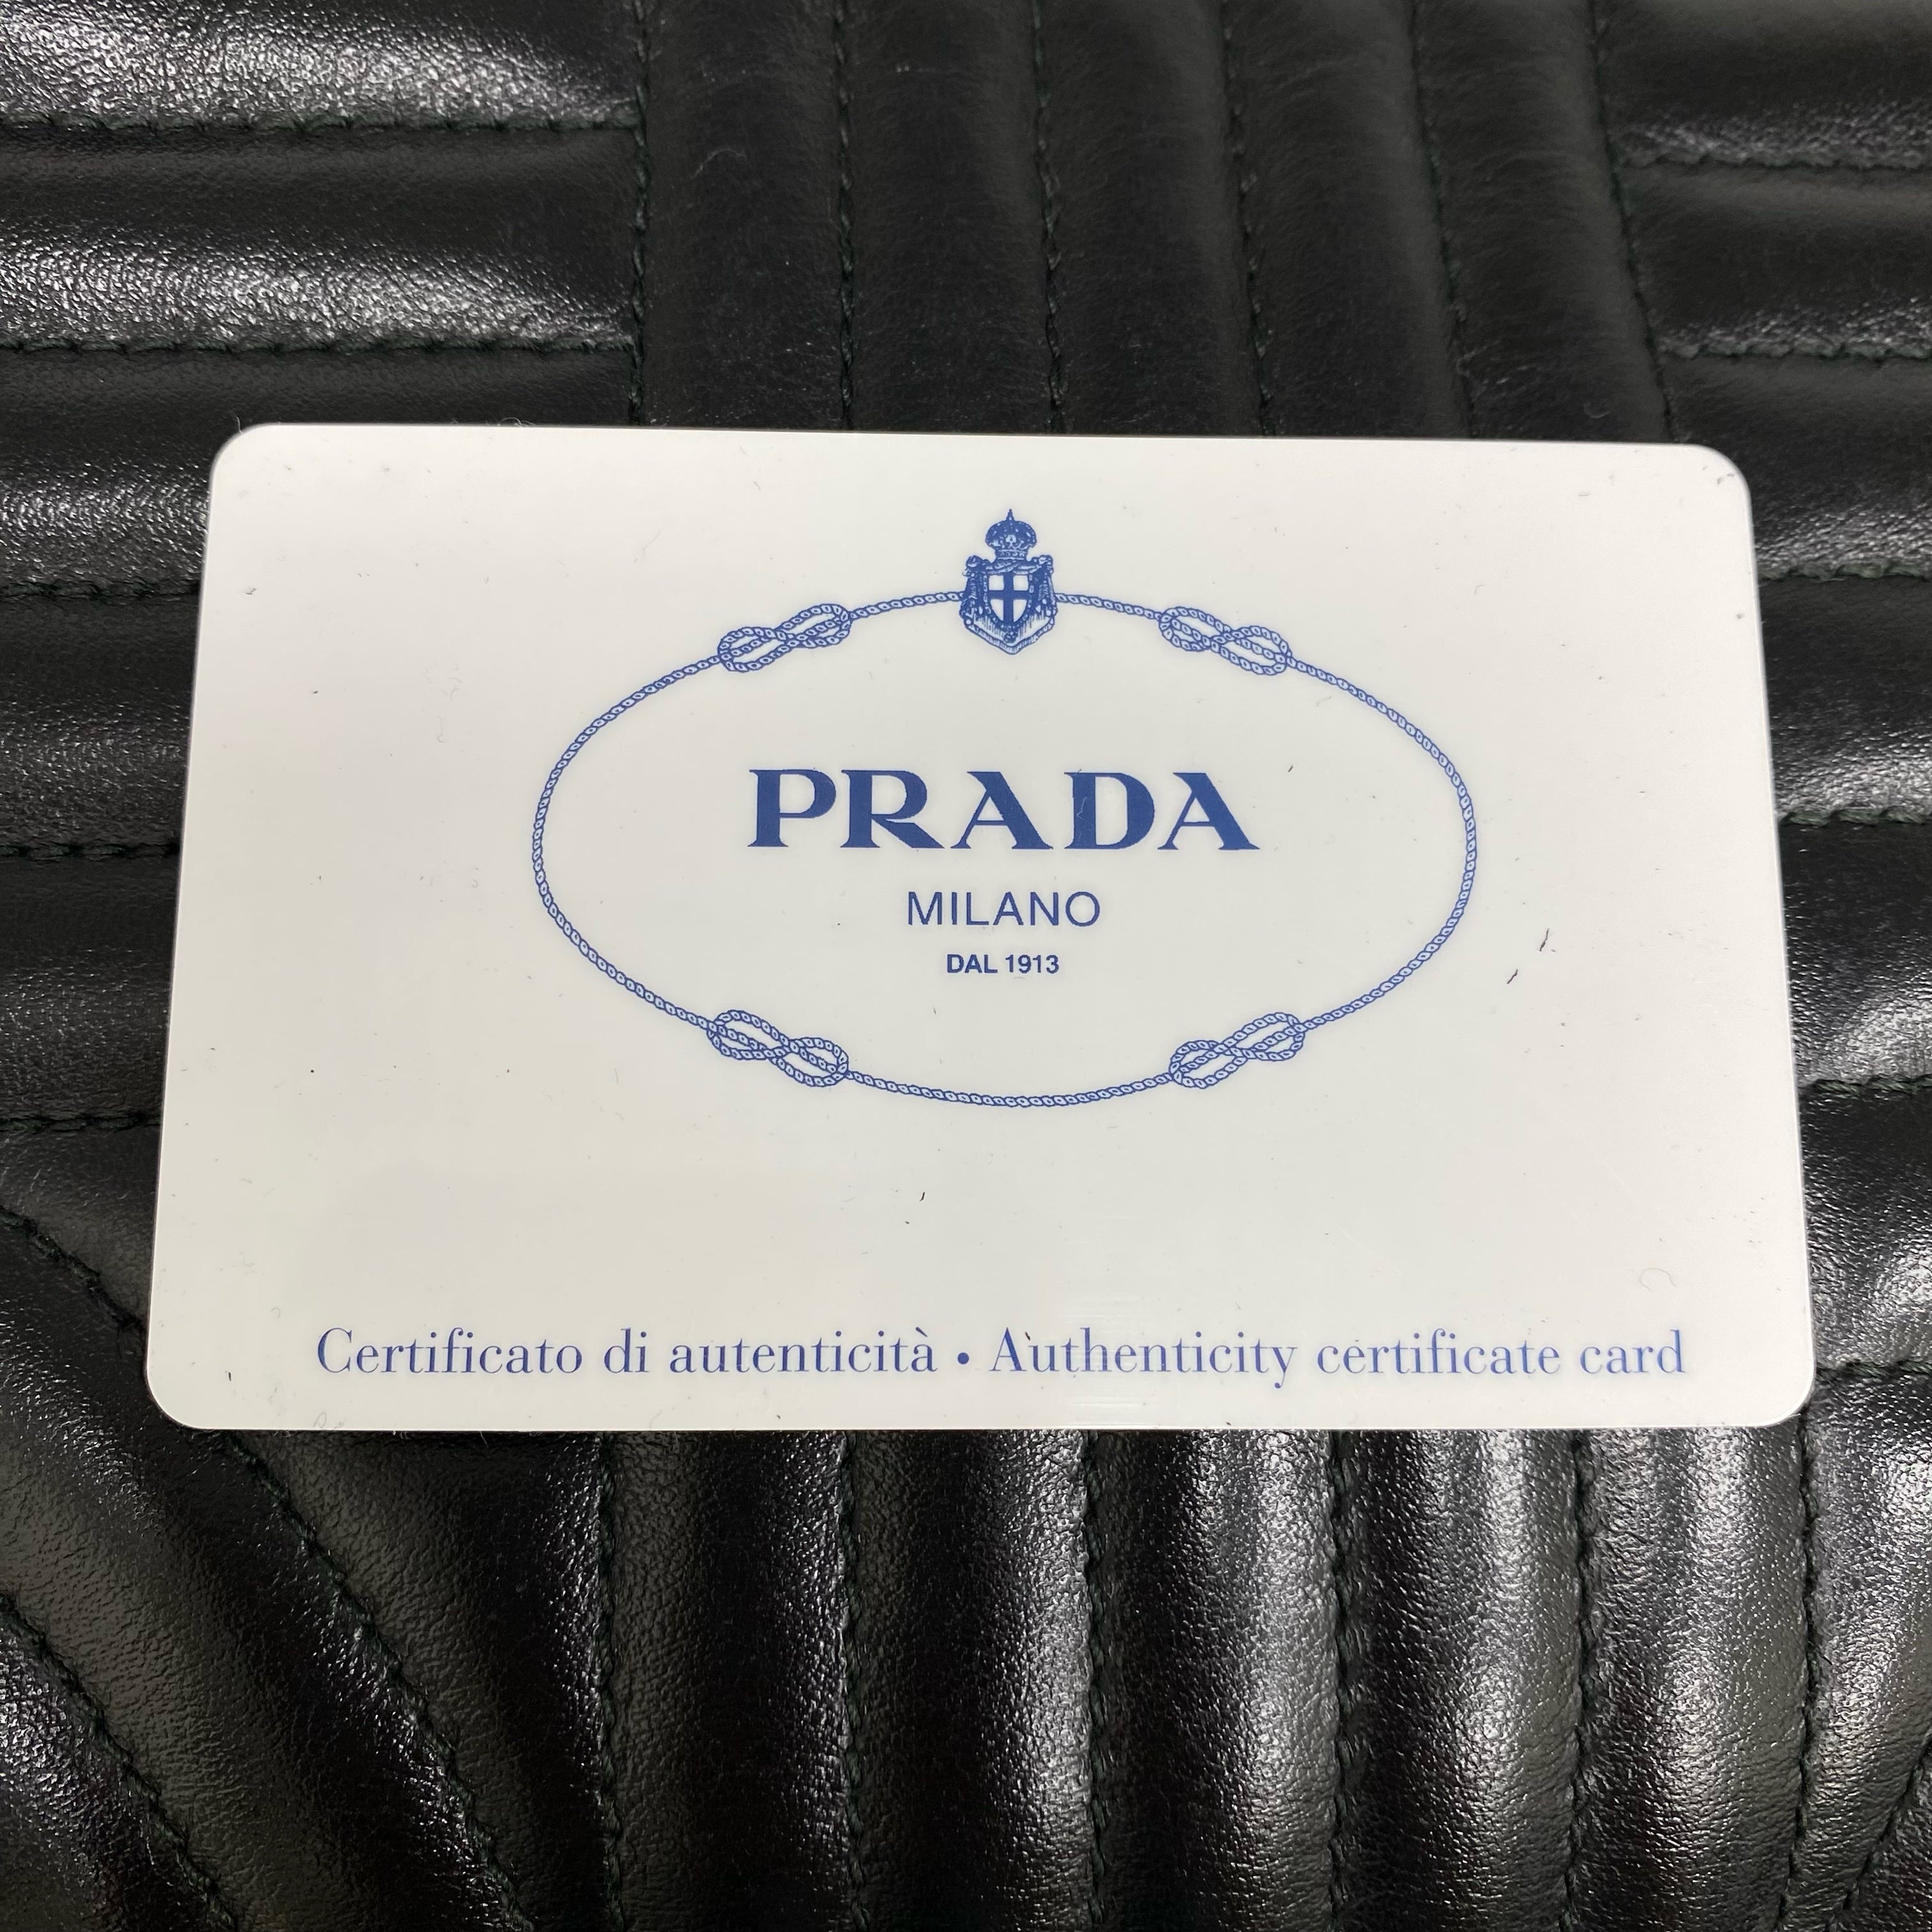 PRADA
MILANO
DAL 1913
Certificato di autenticità • Authenticity certificate card